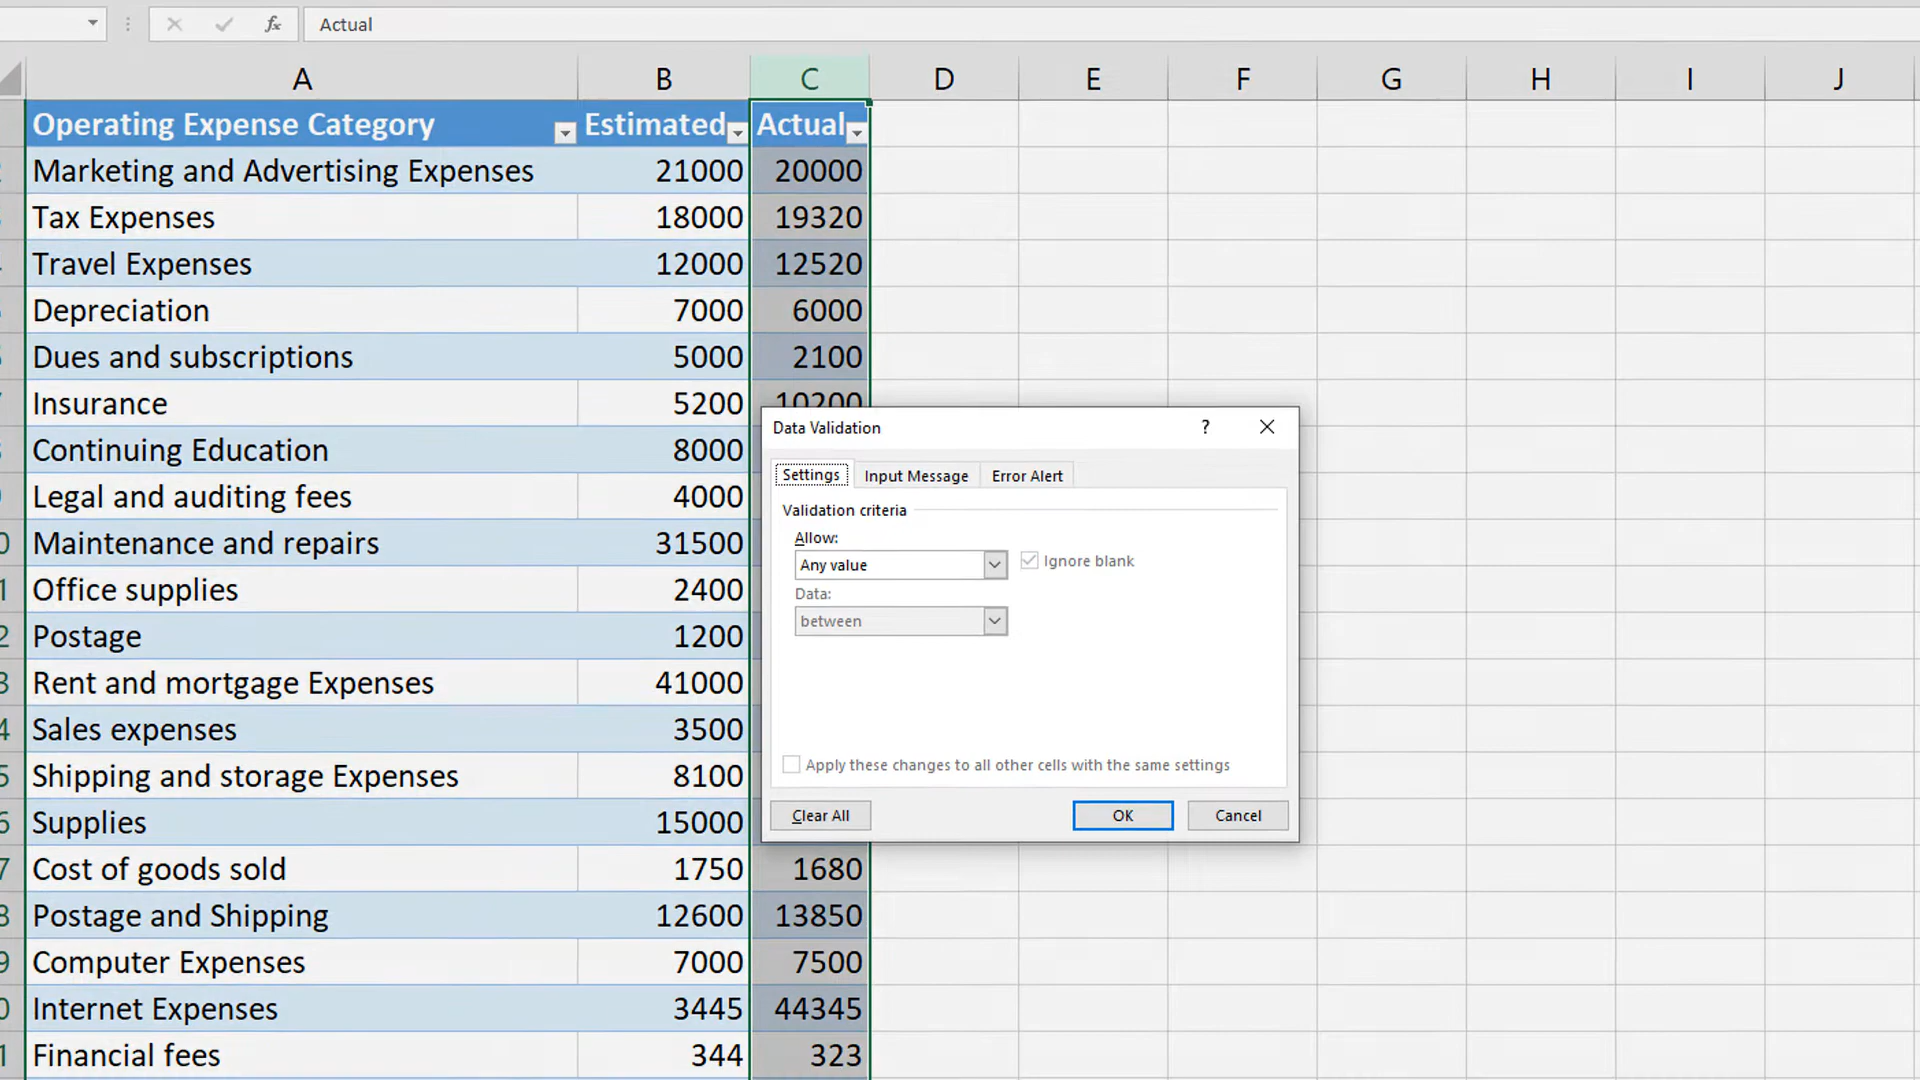 fx Actual
A B C D E F G H I J
Operating Expense Category Estimated Actual
Marketing and Advertising Expenses 21000 20000
Tax Expenses 18000 19320
Travel Expenses 12000 12520
Depreciation 7000 6000
Dues and subscriptions 5000 2100
Insurance 5200 10200
Continuing Education 8000
Legal and auditing fees 4000
Maintenance and repairs 31500
Office supplies 2400
Postage 1200
Rent and mortgage Expenses 41000
Sales expenses 3500
Shipping and storage Expenses 8100
Supplies 15000
Cost of goods sold 1750 1680
Postage and Shipping 12600 13850
Computer Expenses 7000 7500
Internet Expenses 3445 44345
Financial fees 344 323
Data Validation ?
Settings Input Message Error Alert
Validation criteria
Allow:
Any value Ignore blank
Data:
between
Apply these changes to all other cells with the same settings
Clear All OK Cancel